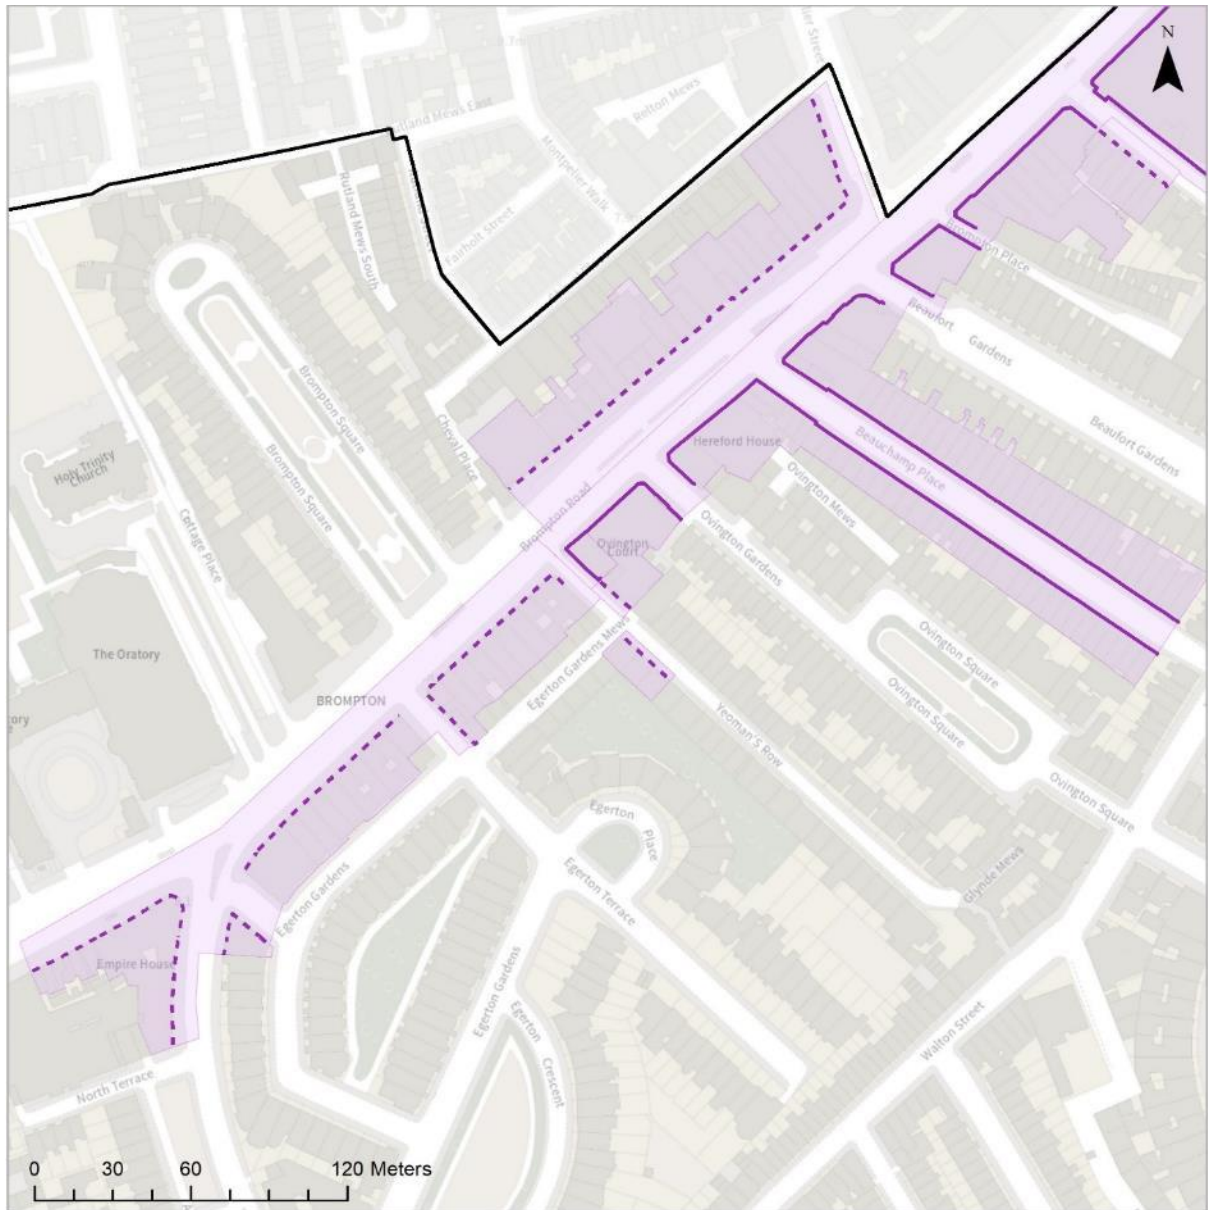 N
Relton Mews
Montpelier Walk
Rutland Mews South
Fairholt Street
Brompton Place
Beaufort
Gardens
Beaufort Gardens
Brompton Square
Brompton Square
Cheval Place
Hereford House
Beauchamp Place
Holy Trinity
Church
Cottage Place
Ovington Mews
Brompton Road
Ovington
Court
Ovington Gardens
The Oratory
Egerton Gardens Mews
Ovington Square
Ovington Square
BROMPTON
Yeoman'S Row
Ovington Square
Egerton
Place
Egerton Terrace
Glynde Mews
Egerton Gardens
Empire House
Egerton Gardens
Egerton
Crescent
Walton Street
North Terrace
0 30 60 120 Meters